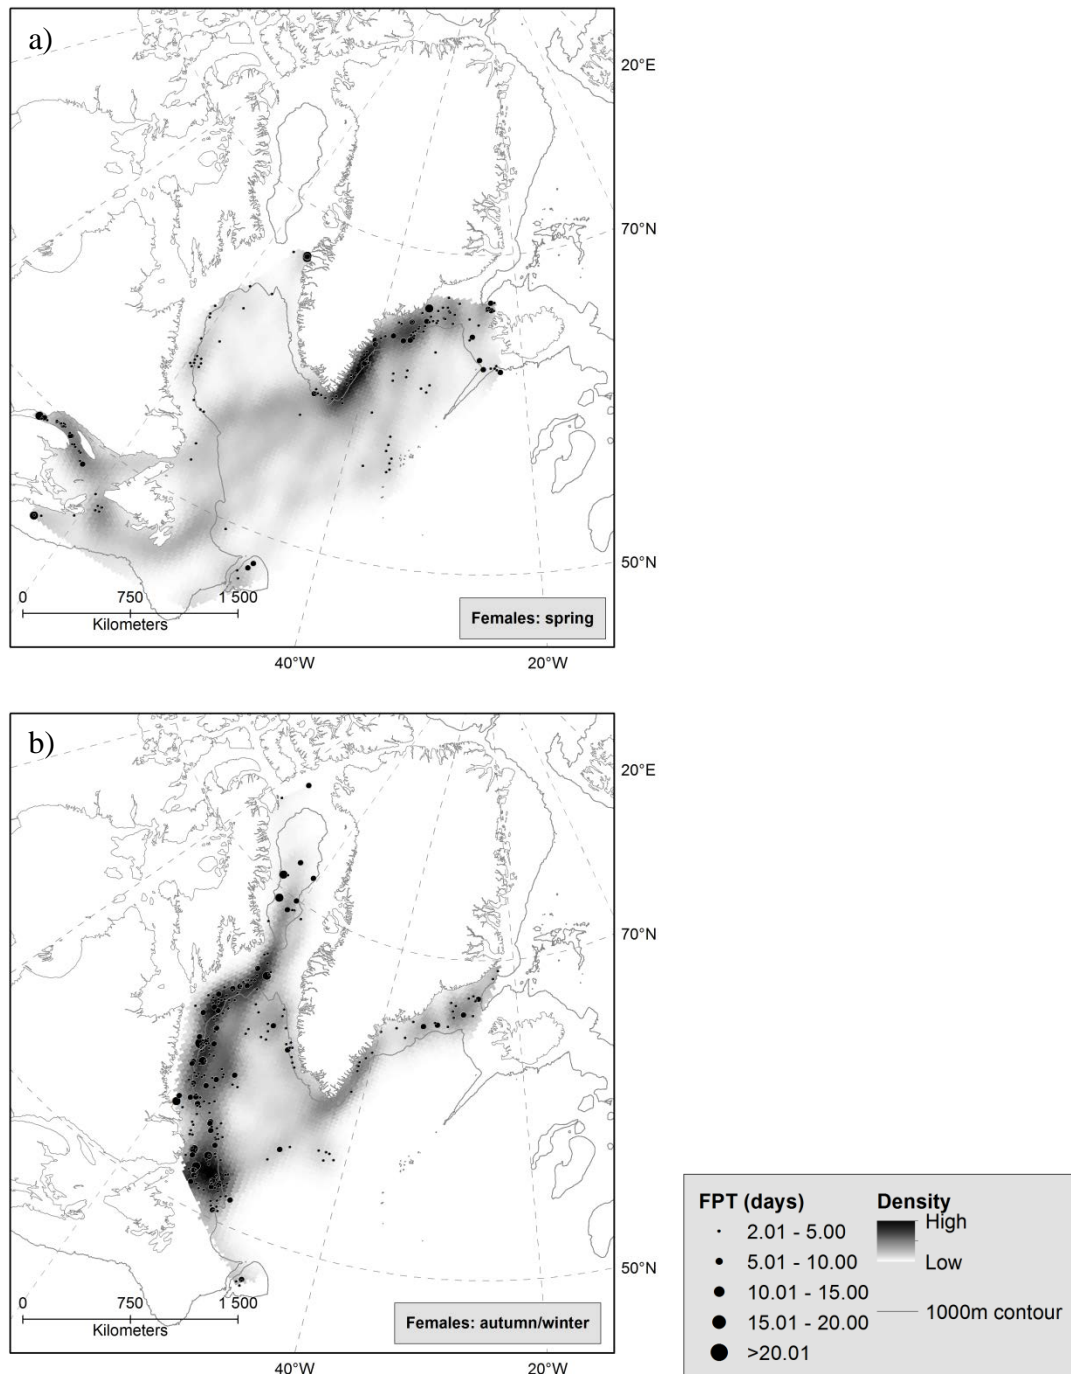 a)
20°E
70°N
50°N
0 750 1 500
Kilometers
Females: spring
40°W 20°W
b)
20°E
70°N
50°N
0 750 1 500
Kilometers
Females: autumn/winter
40°W 20°W
FPT (days) Density
2.01 - 5.00 High
5.01 - 10.00 Low
10.01 - 15.00
15.01 - 20.00 1000m contour
>20.01